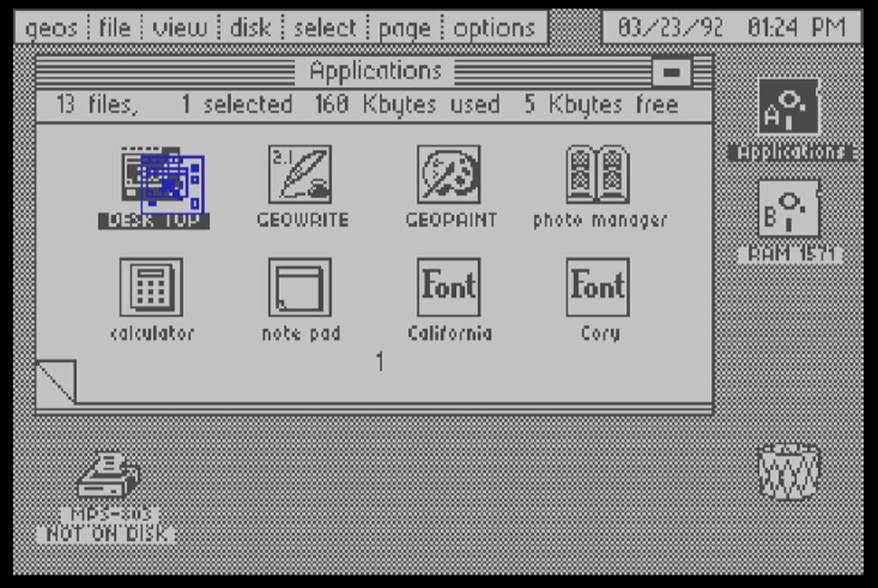 geos file view disk select page options 03/23/92 01:24 PM
Applications
13 files, 1 selected 160 Kbytes used 5 Kbytes free
DESK TOP 2.1 GEOWRITE GEOPAINT photo manager
Font Font
calculator note pad California Cory
1
A
Applications
B
RAM 1571
MPS-803
NOT ON DISK